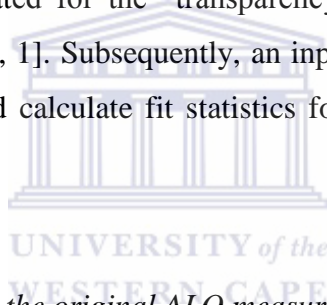 ated for the "transparency
, 1]. Subsequently, an inp
d calculate fit statistics fo
UNIVERSITY of the
WESTERN CAPE
the original ALO measur